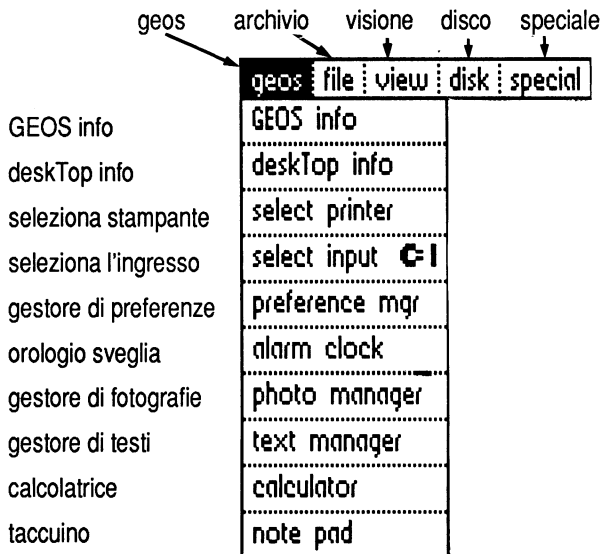 geos archivio visione disco speciale
geos file view disk special
GEOS info GEOS info
deskTop info deskTop info
seleziona stampante select printer
seleziona l'ingresso select input C= I
gestore di preferenze preference mgr
orologio sveglia alarm clock
gestore di fotografie photo manager
gestore di testi text manager
calcolatrice calculator
taccuino note pad